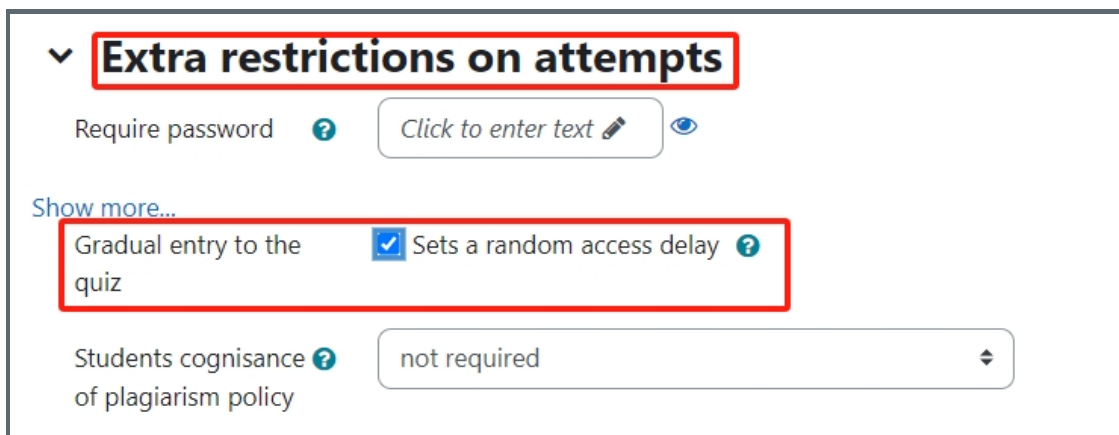 Extra restrictions on attempts
Require password
Click to enter text
Show more...
Gradual entry to the
Sets a random access delay
quiz
Students cognisance
not required
of plagiarism policy